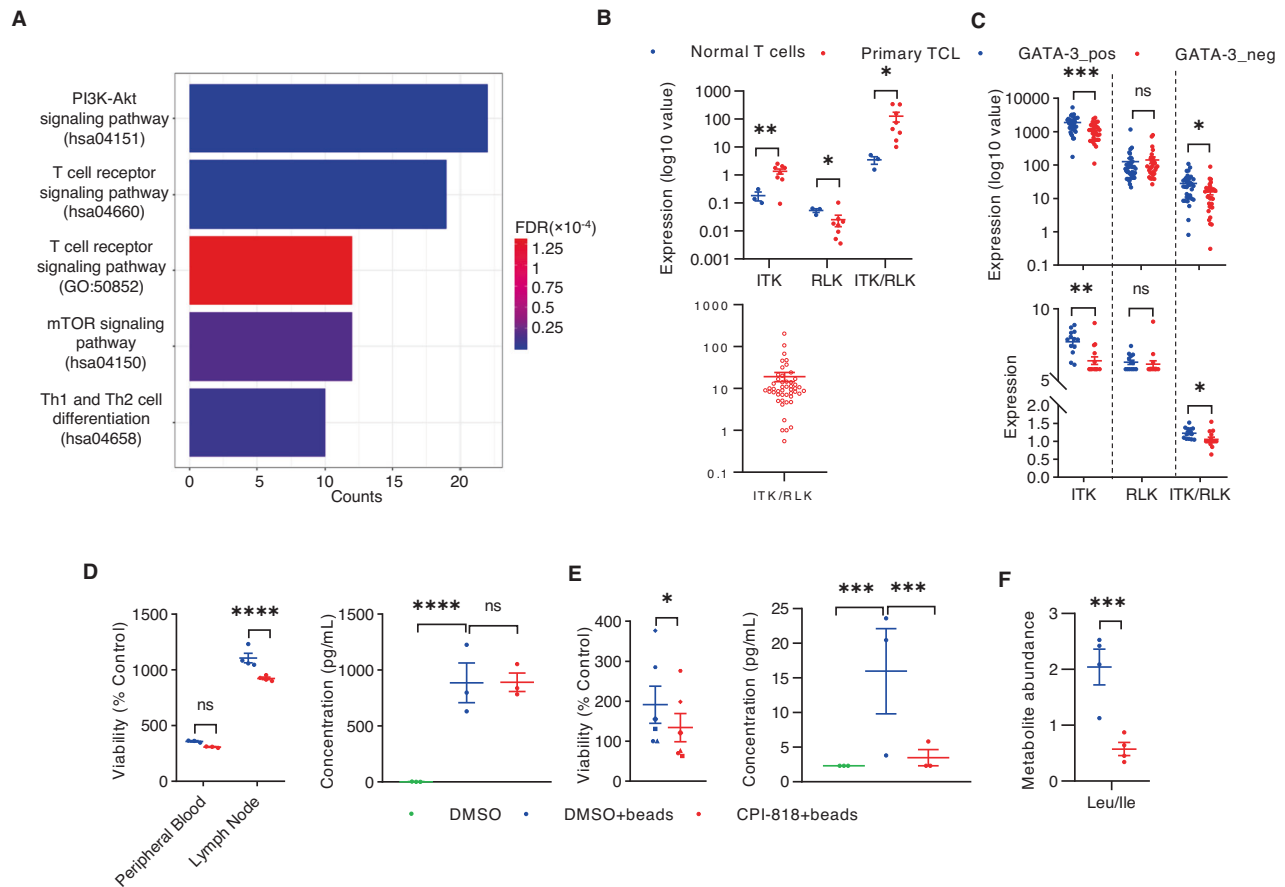 A
PI3K-Akt
signaling pathway
(hsa04151)
T cell receptor
signaling pathway
(hsa04660)
T cell receptor
signaling pathway
(GO:50852)
mTOR signaling
pathway
(hsa04150)
Th1 and Th2 cell
differentiation
(hsa04658)
0 5 10 15 20
Counts
FDR(×10⁻⁴)
1.25
1
0.75
0.5
0.25
B
Normal T cells Primary TCL
Expression (log10 value)
1000
100
10
1
0.1
0.01
0.001
** * *
ITK RLK ITK/RLK
1000
100
10
1
0.1
ITK/RLK
C
GATA-3_pos GATA-3_neg
Expression (log10 value)
10000
1000
100
10
1
0.1
*** ns *
Expression
10
5
2.0
1.5
1.0
0.5
0.0
** ns *
ITK RLK ITK/RLK
D
Viability (% Control)
1500
1000
500
0
ns ****
Peripheral Blood
Lymph Node
Concentration (pg/mL)
1500
1000
500
0
**** ns
E
Viability (% Control)
400
300
200
100
0
*
Concentration (pg/mL)
25
20
15
10
5
0
*** ***
DMSO DMSO+beads CPI-818+beads
F
Metabolite abundance
3
2
1
0
***
Leu/Ile